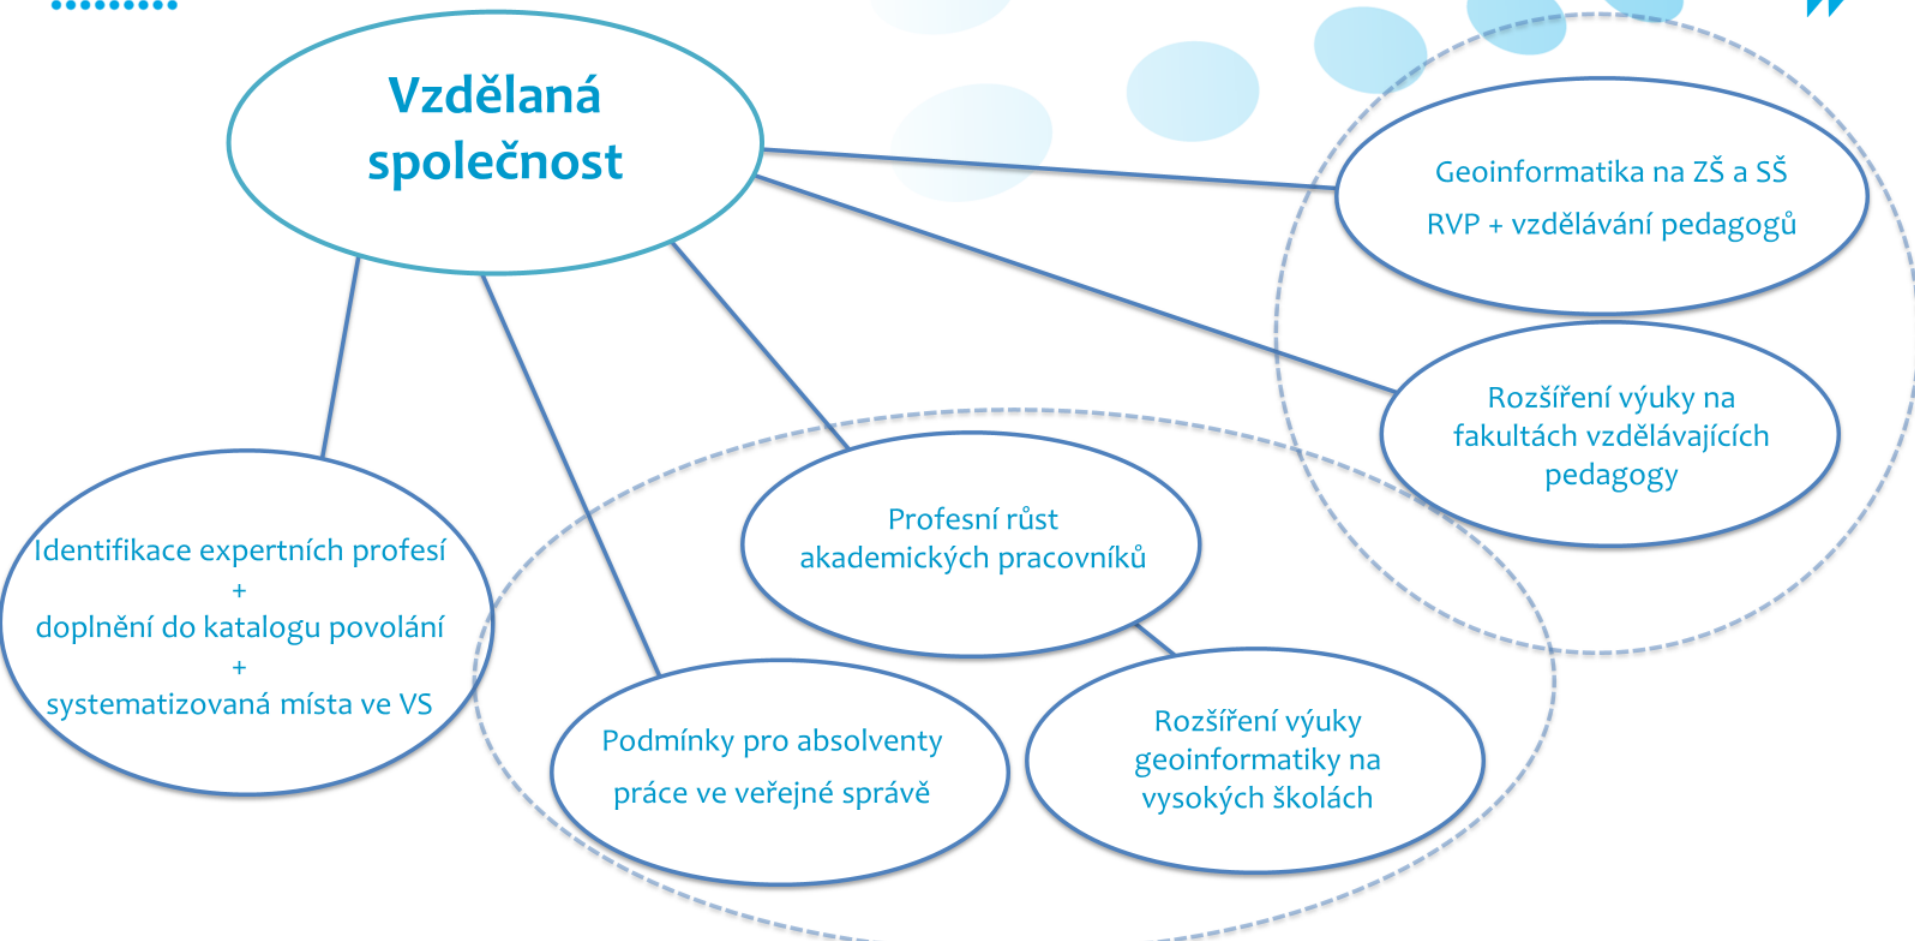 Vzdělaná
společnost
Geoinformatika na ZŠ a SŠ
RVP + vzdělávání pedagogů
Rozšíření výuky na
fakultách vzdělávajících
pedagogy
Profesní růst
akademických pracovníků
Identifikace expertních profesí
+
doplnění do katalogu povolání
+
systematizovaná místa ve VS
Podmínky pro absolventy
práce ve veřejné správě
Rozšíření výuky
geoinformatiky na
vysokých školách